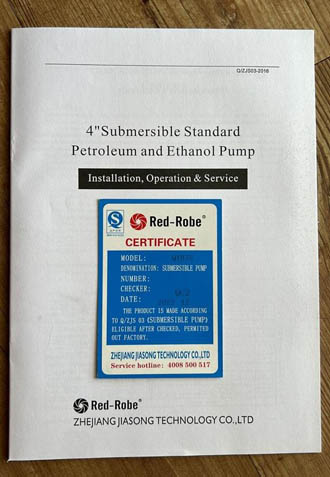 Q/ZJS03-2016
4"Submersible Standard
Petroleum and Ethanol Pump
Installation, Operation & Service
Red-Robe®
CERTIFICATE
MODEL:
DENOMINATION: SUBMERSIBLE PUMP
NUMBER:
CHECKER:
DATE:
THE PRODUCT IS MADE ACCORDING
TO Q/ZJS 03 (SUBMERSIBLE PUMP)
ELIGIBLE AFTER CHECKED, PERMITED
OUT FACTORY.
ZHEJIANG JIASONG TECHNOLOGY CO.,LTD
Service hotline: 4008 500 517
Red-Robe®
ZHEJIANG JIASONG TECHNOLOGY CO.,LTD